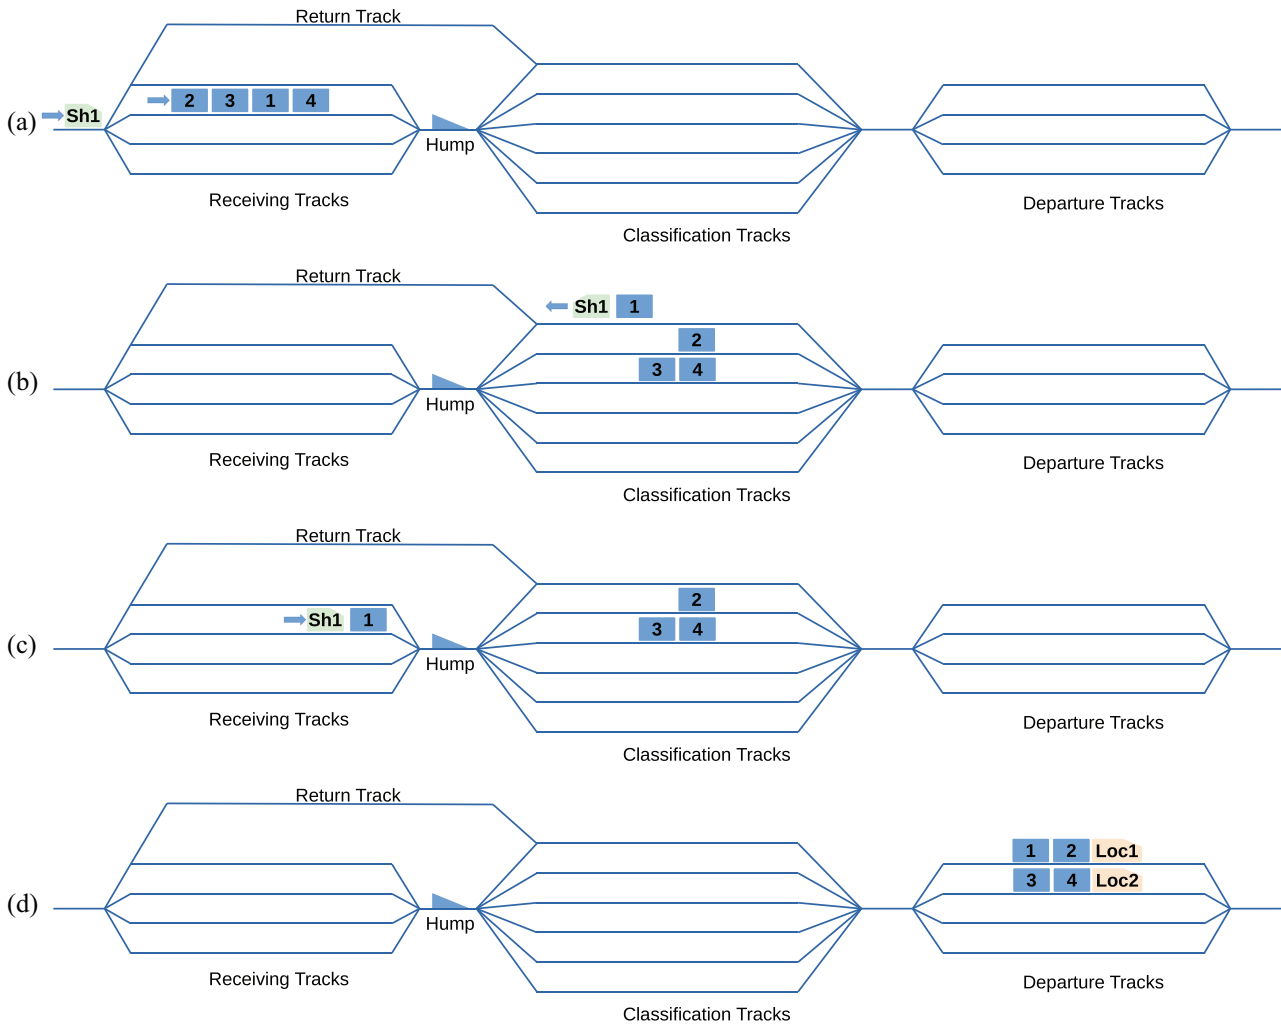 Return Track
(a) Sh1 2 3 1 4
Hump
Receiving Tracks
Classification Tracks
Departure Tracks
Return Track
Sh1 1
2
(b) 3 4
Hump
Receiving Tracks
Classification Tracks
Departure Tracks
Return Track
2
(c) Sh1 1 3 4
Hump
Receiving Tracks
Classification Tracks
Departure Tracks
Return Track
1 2 Loc1
(d) 3 4 Loc2
Hump
Receiving Tracks
Classification Tracks
Departure Tracks